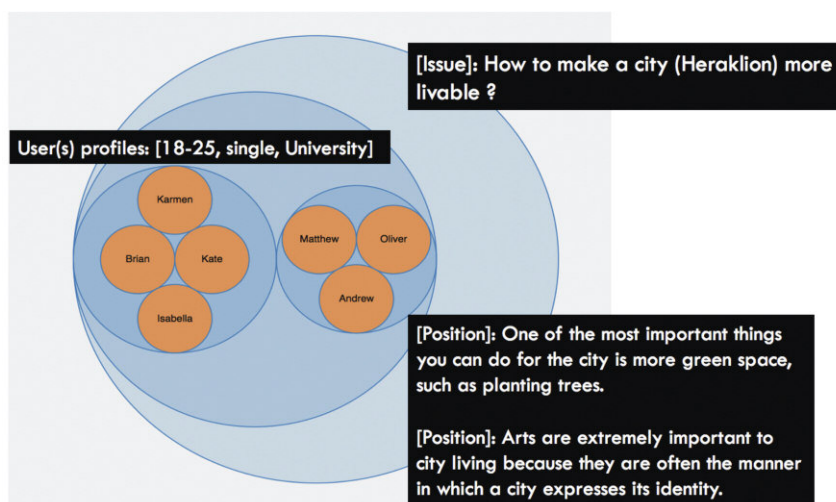 [Issue]: How to make a city (Heraklion) more
livable ?
User(s) profiles: [18-25, single, University]
Karmen
Brian
Kate
Isabella
Matthew
Oliver
Andrew
[Position]: One of the most important things
you can do for the city is more green space,
such as planting trees.
[Position]: Arts are extremely important to
city living because they are often the manner
in which a city expresses its identity.